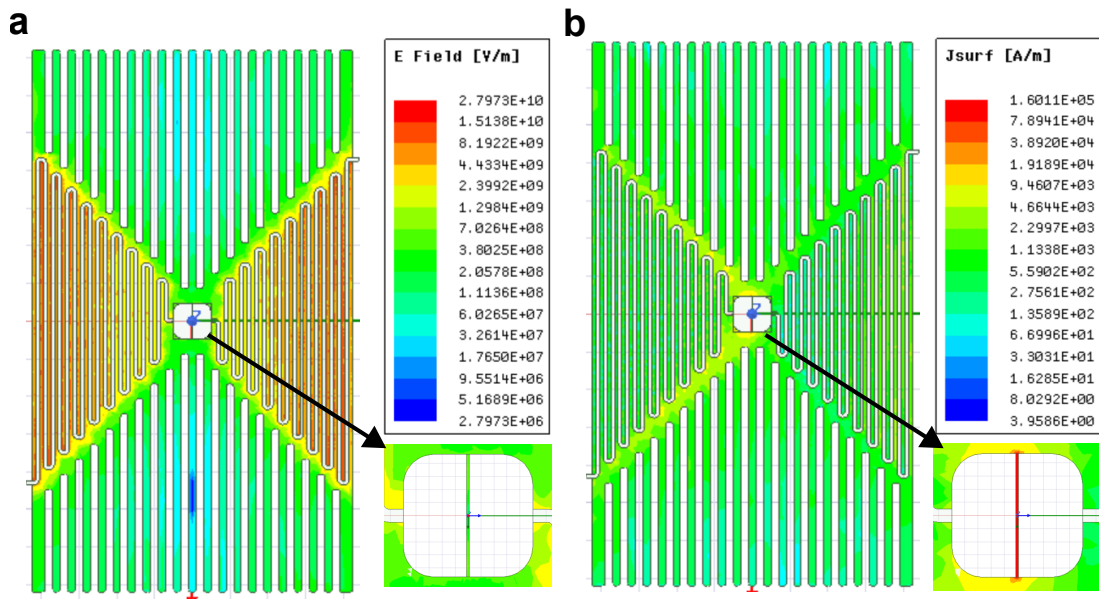 a
E Field [V/m]
2.7973E+10
1.5138E+10
8.1922E+09
4.4334E+09
2.3992E+09
1.2984E+09
7.0264E+08
3.8025E+08
2.0578E+08
1.1136E+08
6.0265E+07
3.2614E+07
1.7650E+07
9.5514E+06
5.1689E+06
2.7973E+06
Z
b
Jsurf [A/m]
1.6011E+05
7.8941E+04
3.8920E+04
1.9189E+04
9.4607E+03
4.6644E+03
2.2997E+03
1.1338E+03
5.5902E+02
2.7561E+02
1.3589E+02
6.6996E+01
3.3031E+01
1.6285E+01
8.0292E+00
3.9586E+00
Z